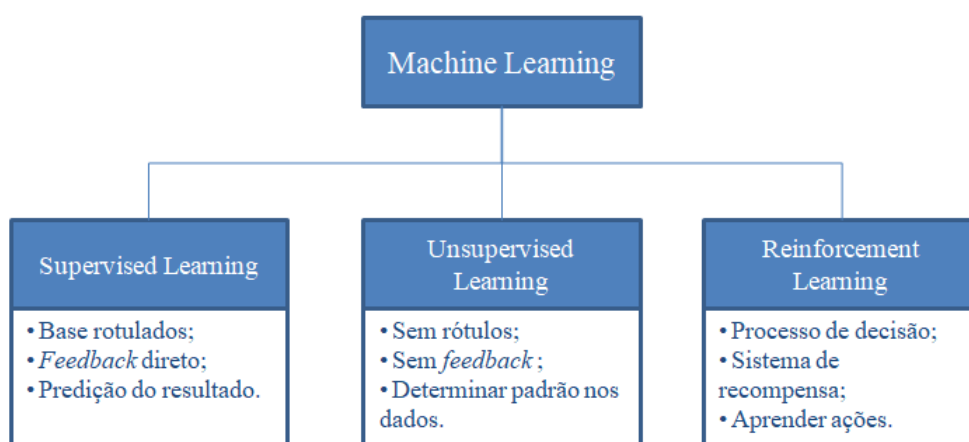 Machine Learning
Supervised Learning
• Base rotulados;
• Feedback direto;
• Predição do resultado.
Unsupervised
Learning
• Sem rótulos;
• Sem feedback ;
• Determinar padrão nos
dados.
Reinforcement
Learning
• Processo de decisão;
• Sistema de
recompensa;
• Aprender ações.